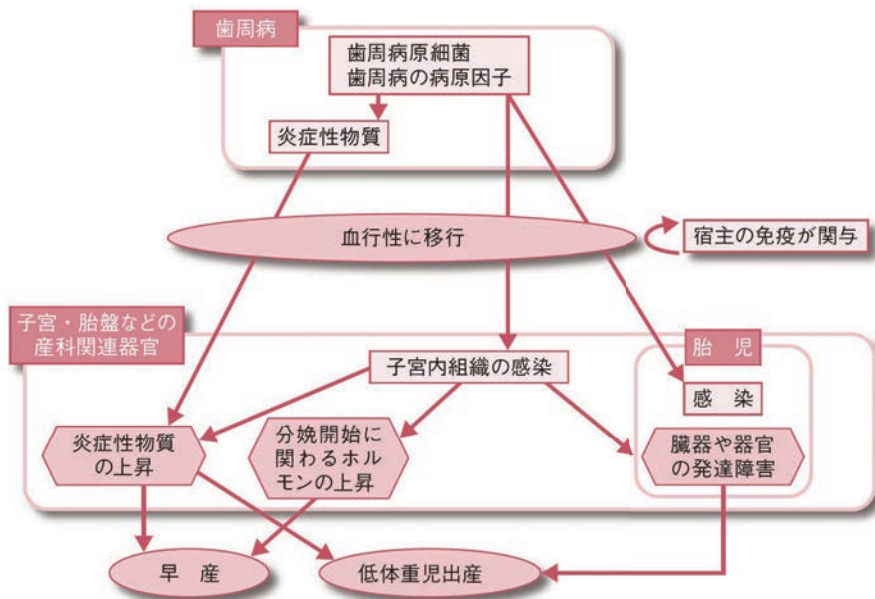 歯周病
歯周病原細菌
歯周病の病原因子
炎症性物質
血行性に移行
宿主の免疫が関与
子宮・胎盤などの
産科関連器官
胎 児
子宮内組織の感染
感 染
炎症性物質
の上昇
分娩開始に
関わるホル
モンの上昇
臓器や器官
の発達障害
早 産
低体重児出産